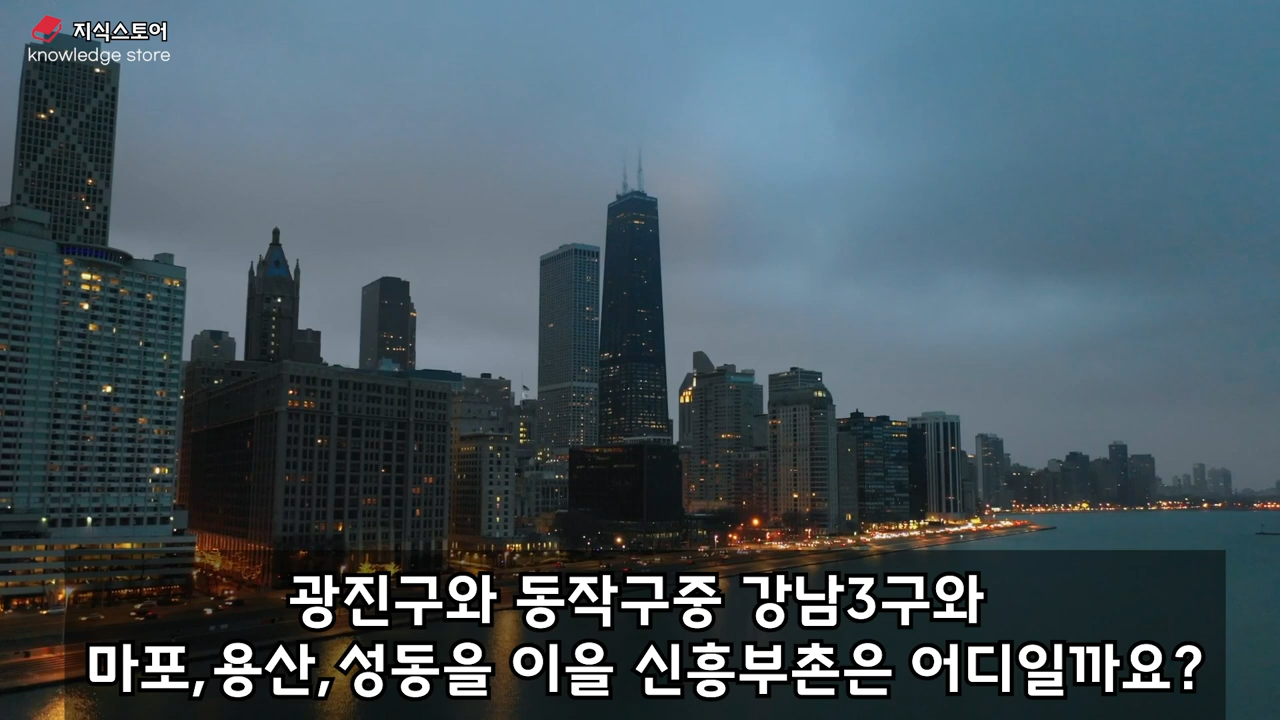 지식스토어
knowledge store
광진구와 동작구중 강남3구와
마포,용산,성동을 이을 신흥부촌은 어디일까요?